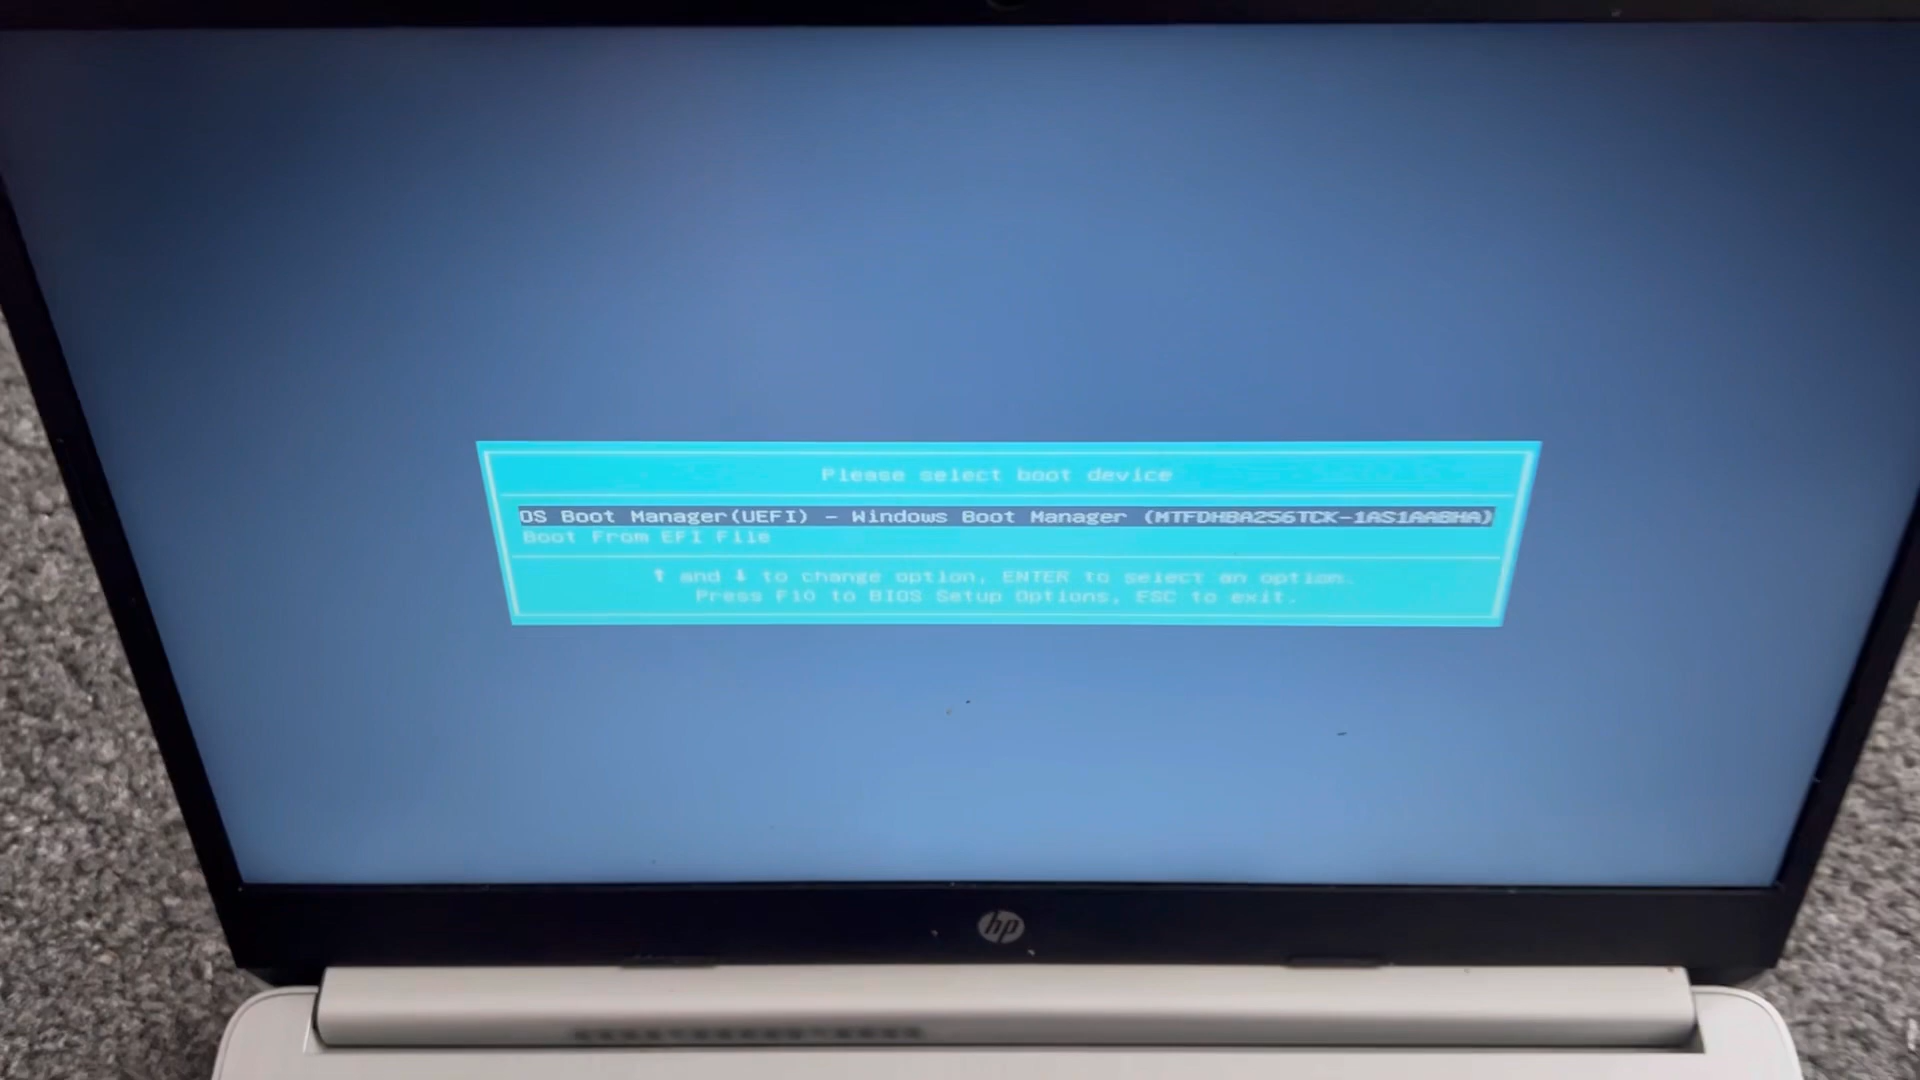 Please select boot device
OS Boot Manager(UEFI) - Windows Boot Manager (MTFDHBA256TCK-1AS1AABHA)
Boot From EFI File
↑ and ↓ to change option, ENTER to select an option.
Press F10 to BIOS Setup Options, ESC to exit.
hp